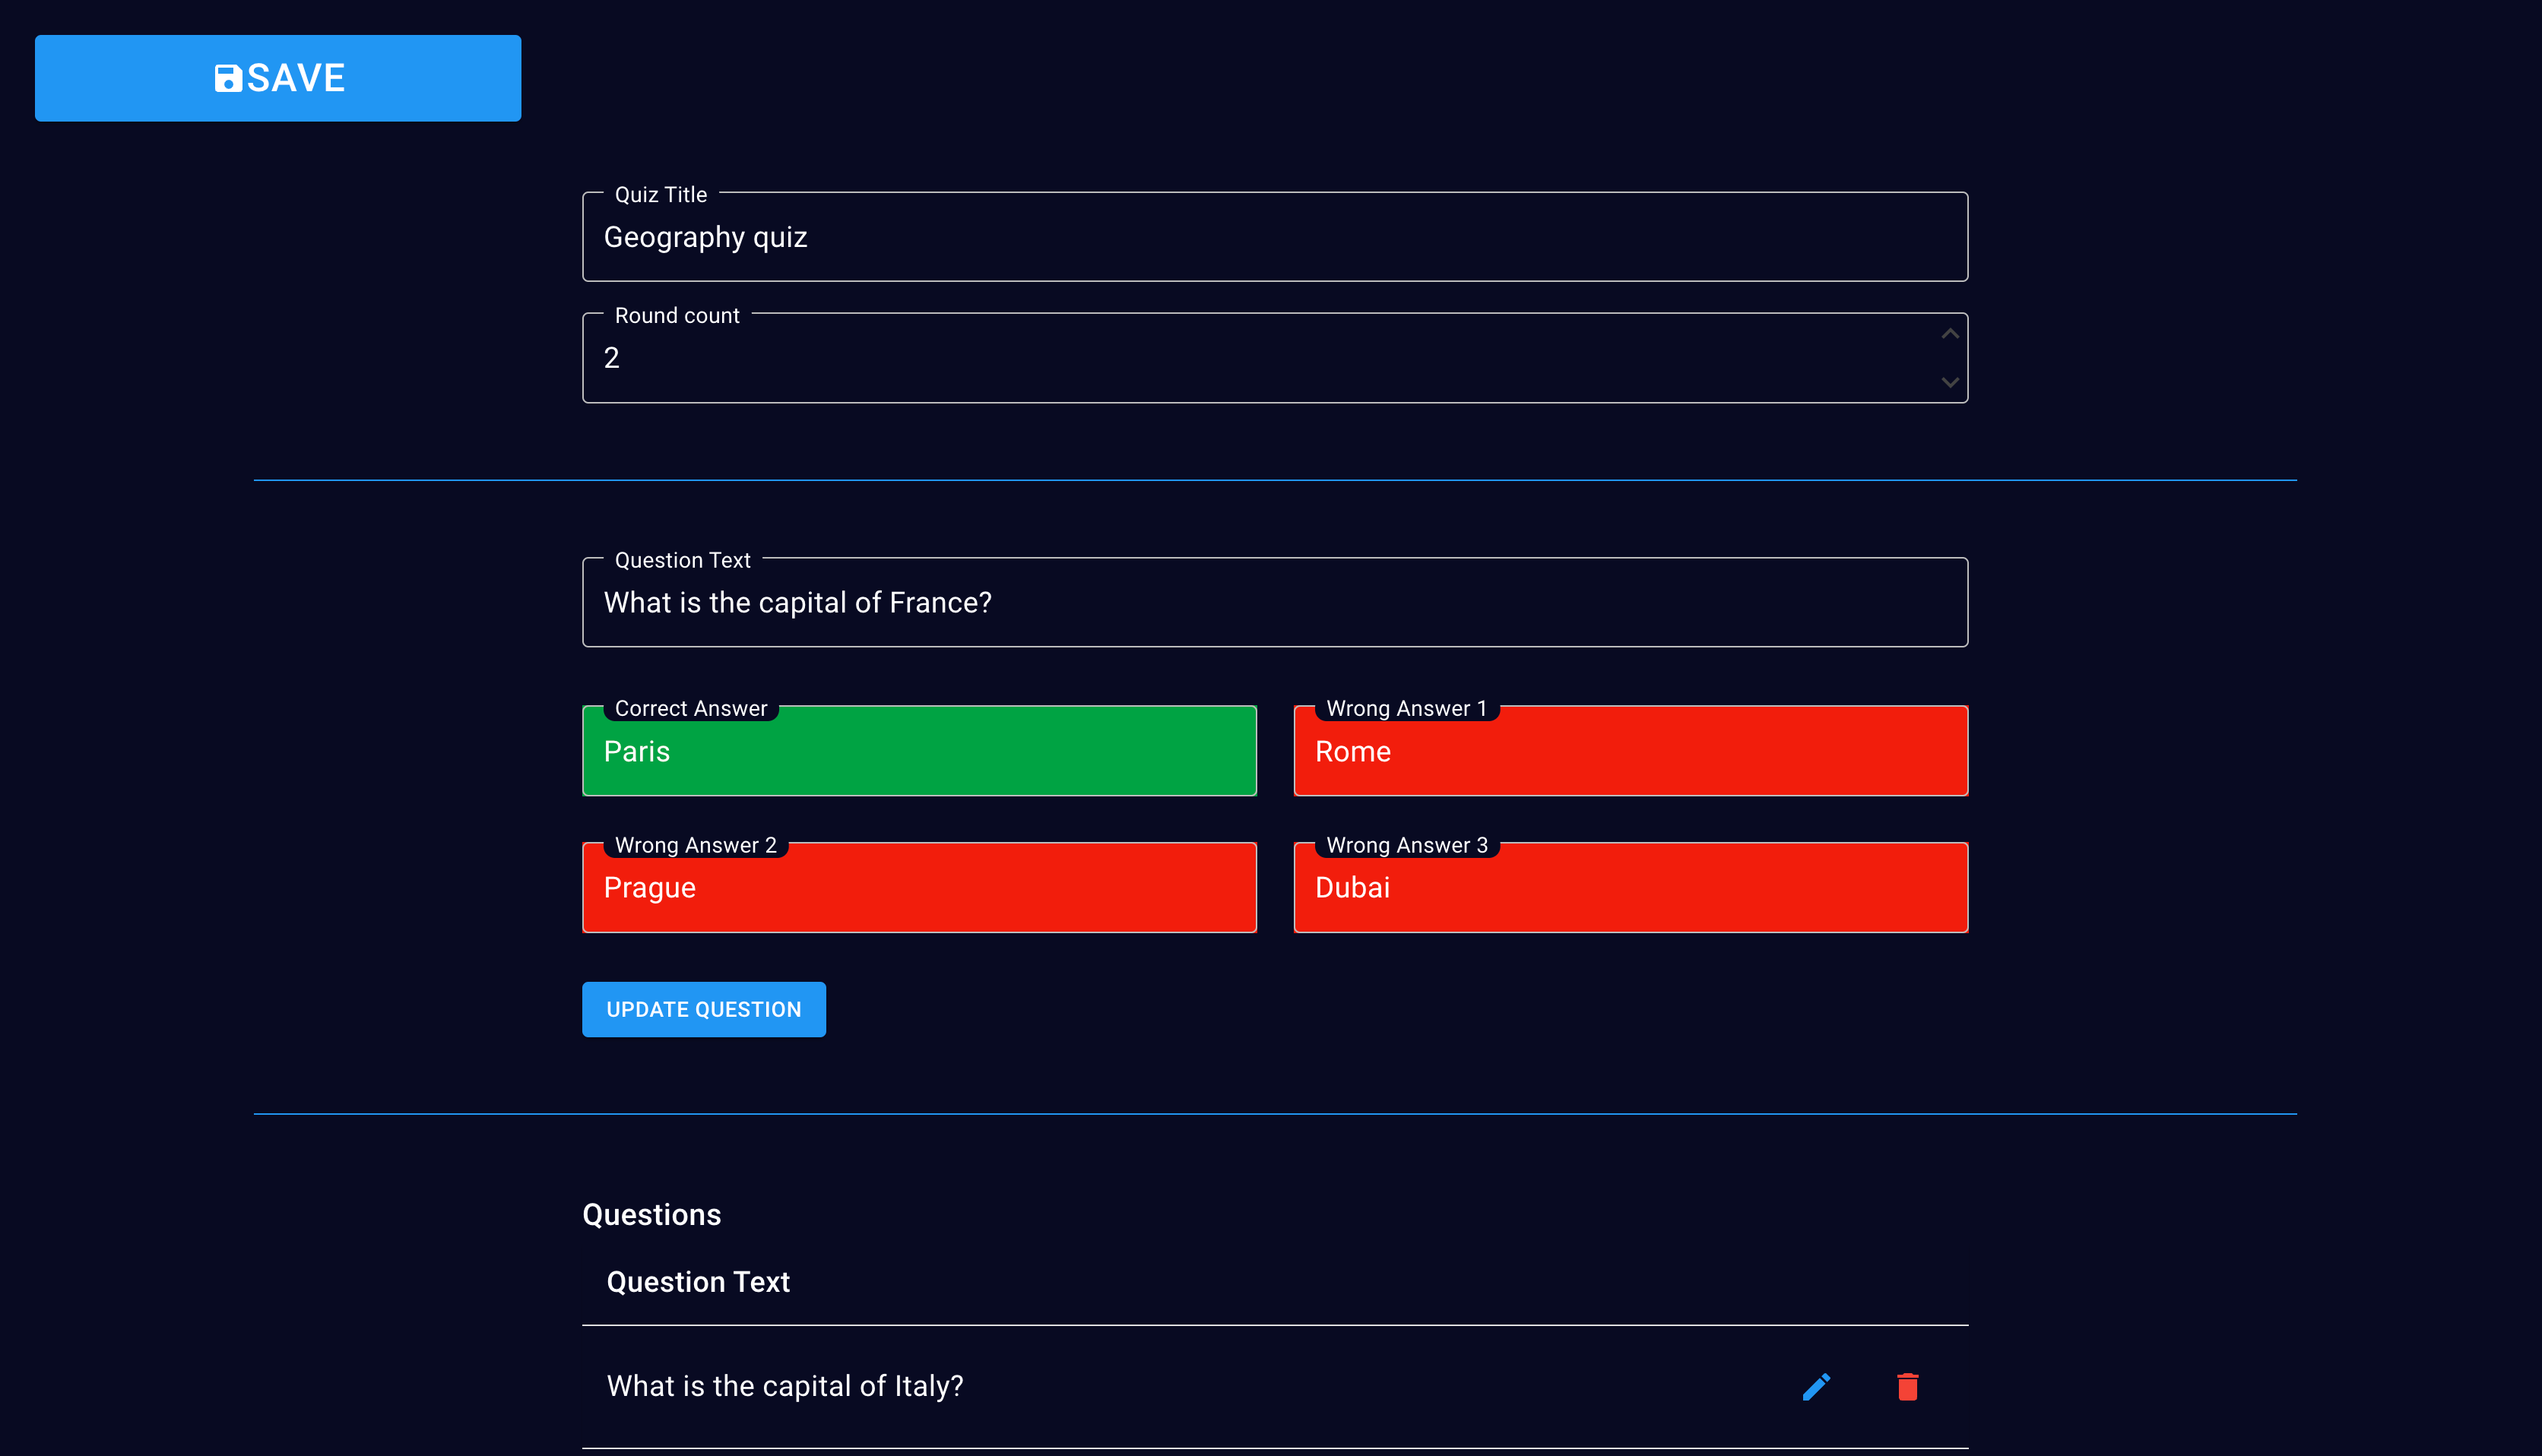 SAVE
Quiz Title
Geography quiz
Round count
2
Question Text
What is the capital of France?
Correct Answer
Paris
Wrong Answer 1
Rome
Wrong Answer 2
Prague
Wrong Answer 3
Dubai
UPDATE QUESTION
Questions
Question Text
What is the capital of Italy?